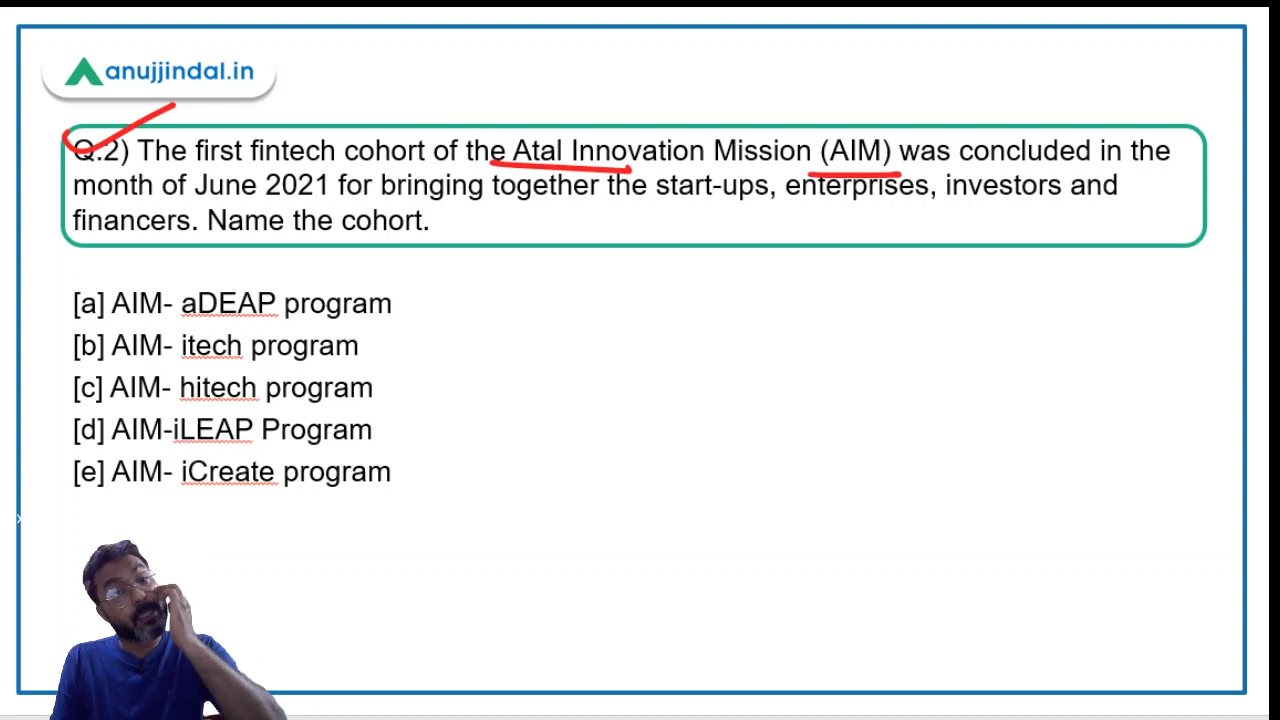 anujjindal.in
Q.2) The first fintech cohort of the Atal Innovation Mission (AIM) was concluded in the
month of June 2021 for bringing together the start-ups, enterprises, investors and
financers. Name the cohort.
[a] AIM- aDEAP program
[b] AIM- itech program
[c] AIM- hitech program
[d] AIM-iLEAP Program
[e] AIM- iCreate program